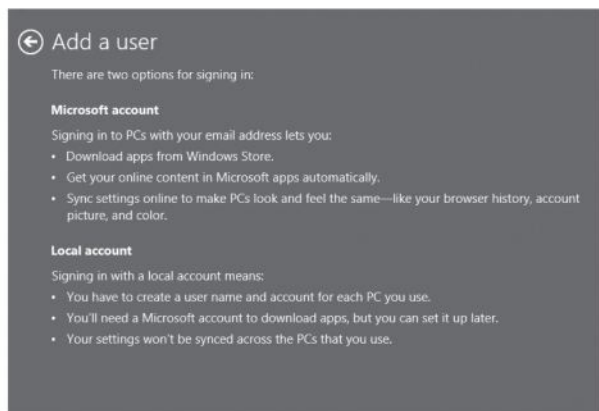 Add a user
There are two options for signing in:
Microsoft account
Signing in to PCs with your email address lets you:
• Download apps from Windows Store.
• Get your online content in Microsoft apps automatically.
• Sync settings online to make PCs look and feel the same—like your browser history, account
picture, and color.
Local account
Signing in with a local account means:
• You have to create a user name and account for each PC you use.
• You'll need a Microsoft account to download apps, but you can set it up later.
• Your settings won't be synced across the PCs that you use.